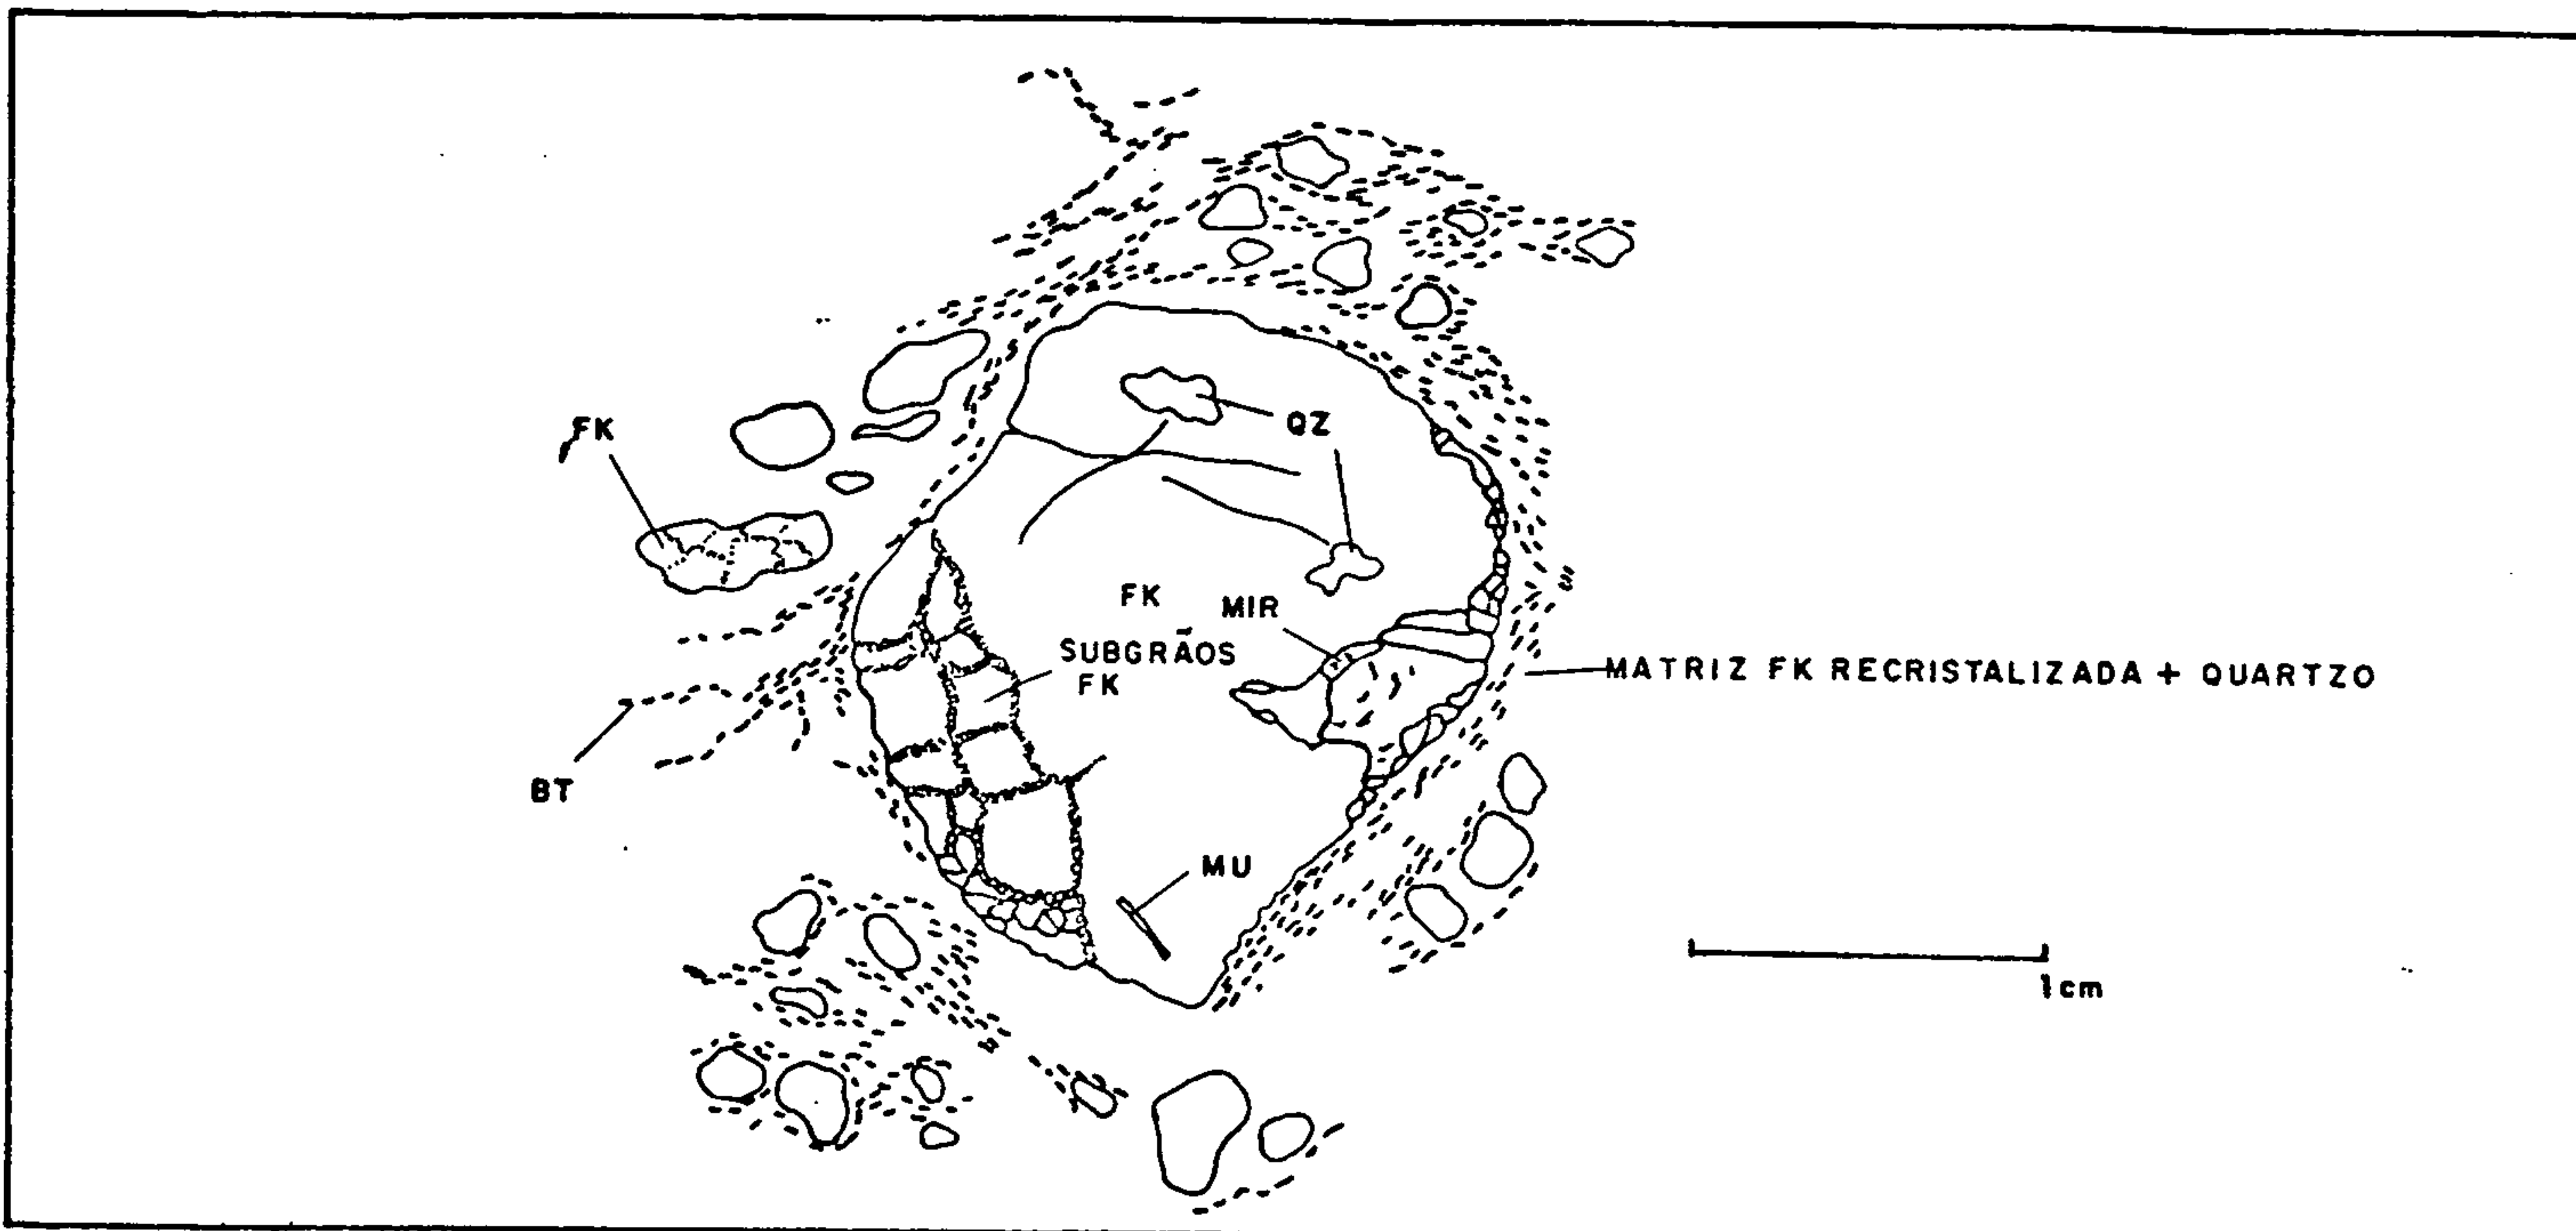 FK
QZ
FK
MIR
SUBGRÃOS
FK
MATRIZ FK RECRISTALIZADA + QUARTZO
BT
MU
1cm